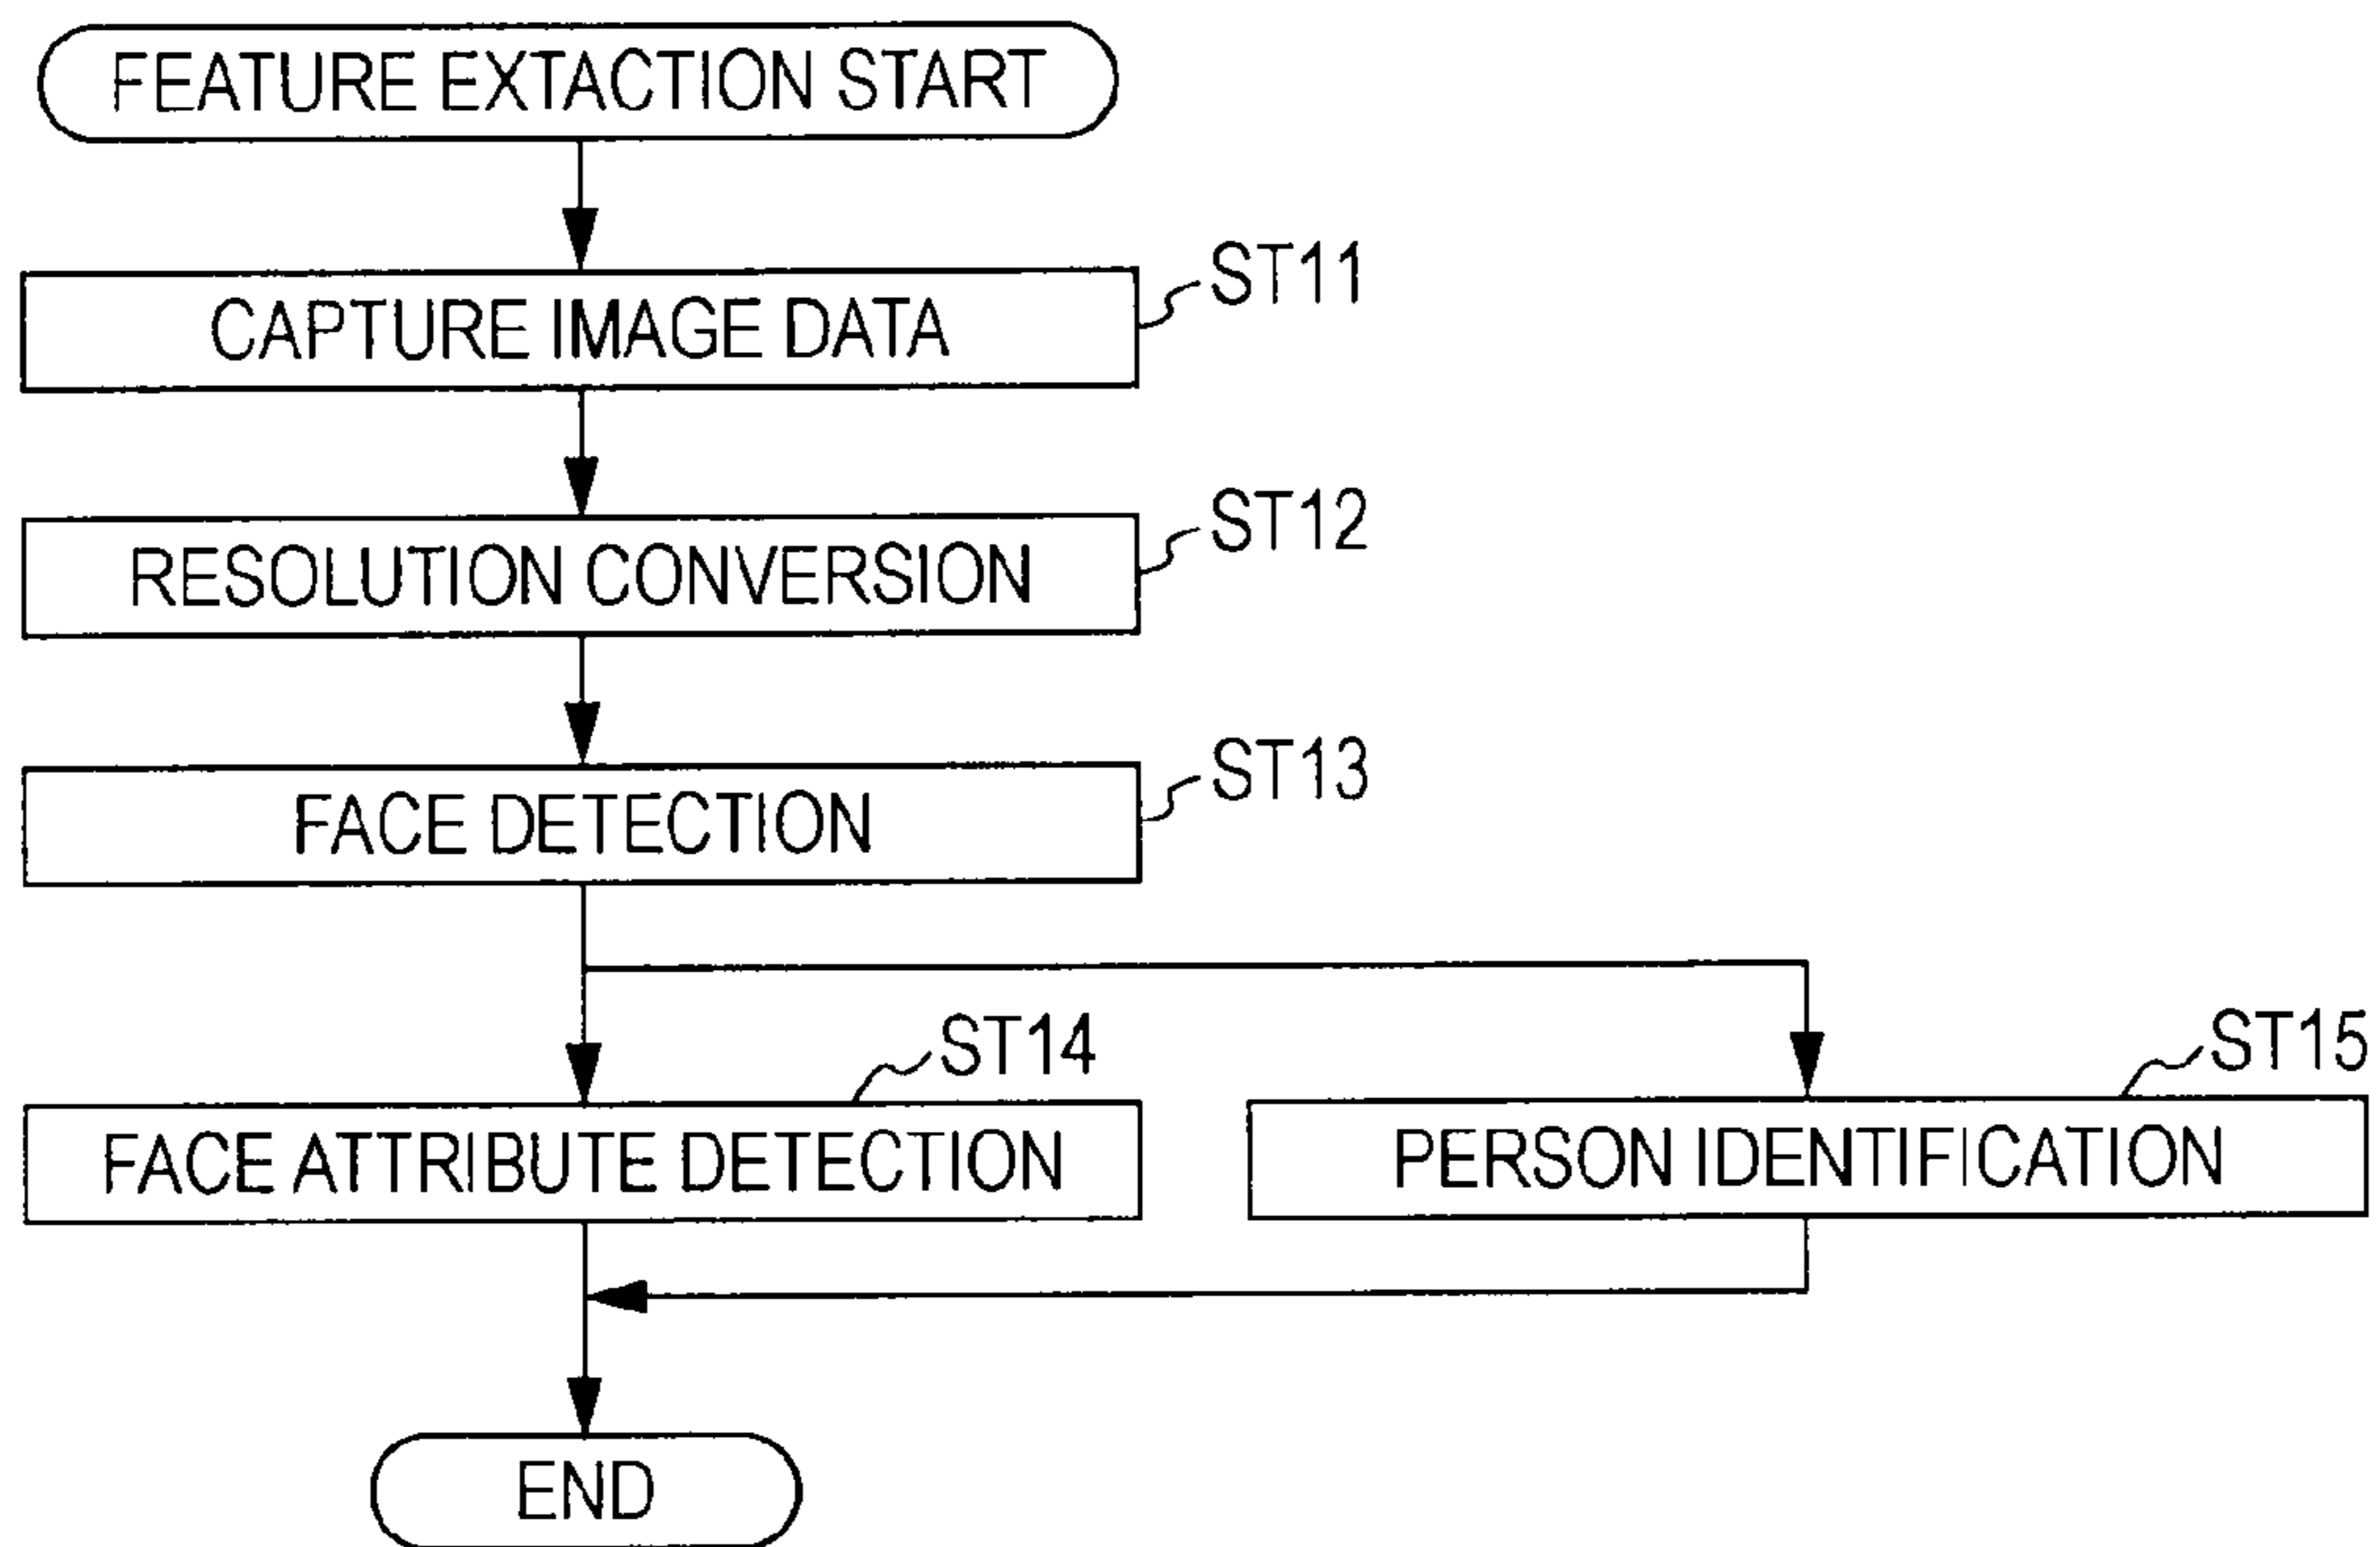 FEATURE EXTACTION START
ST11
CAPTURE IMAGE DATA
ST12
RESOLUTION CONVERSION
ST13
FACE DETECTION
ST14
ST15
FACE ATTRIBUTE DETECTION
PERSON IDENTIFICATION
END